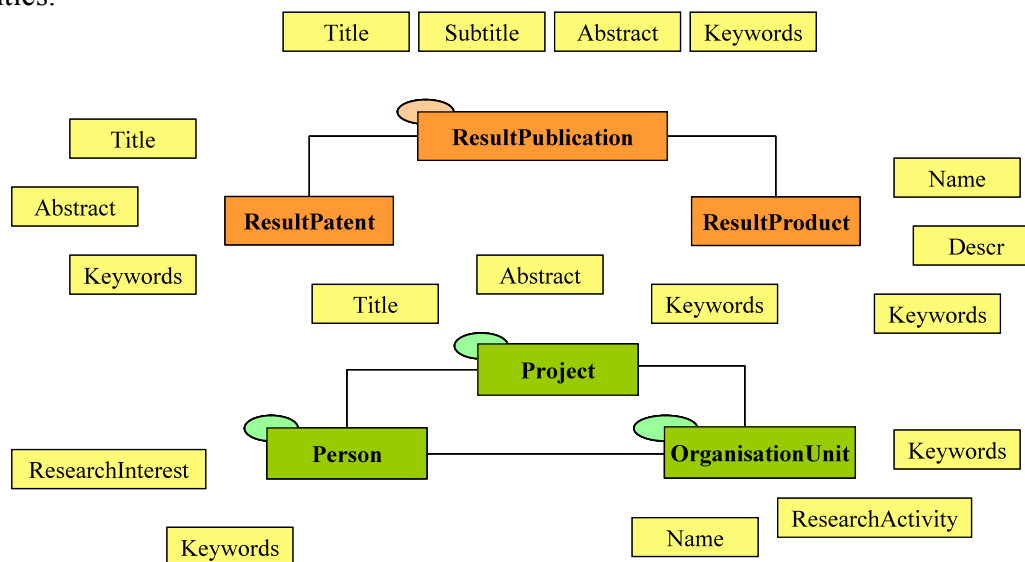 Title Subtitle Abstract Keywords
ResultPublication
Title
Name
Abstract
ResultPatent
ResultProduct
Descr
Abstract
Keywords
Title
Keywords
Keywords
Project
Person
OrganisationUnit
Keywords
ResearchInterest
ResearchActivity
Name
Keywords